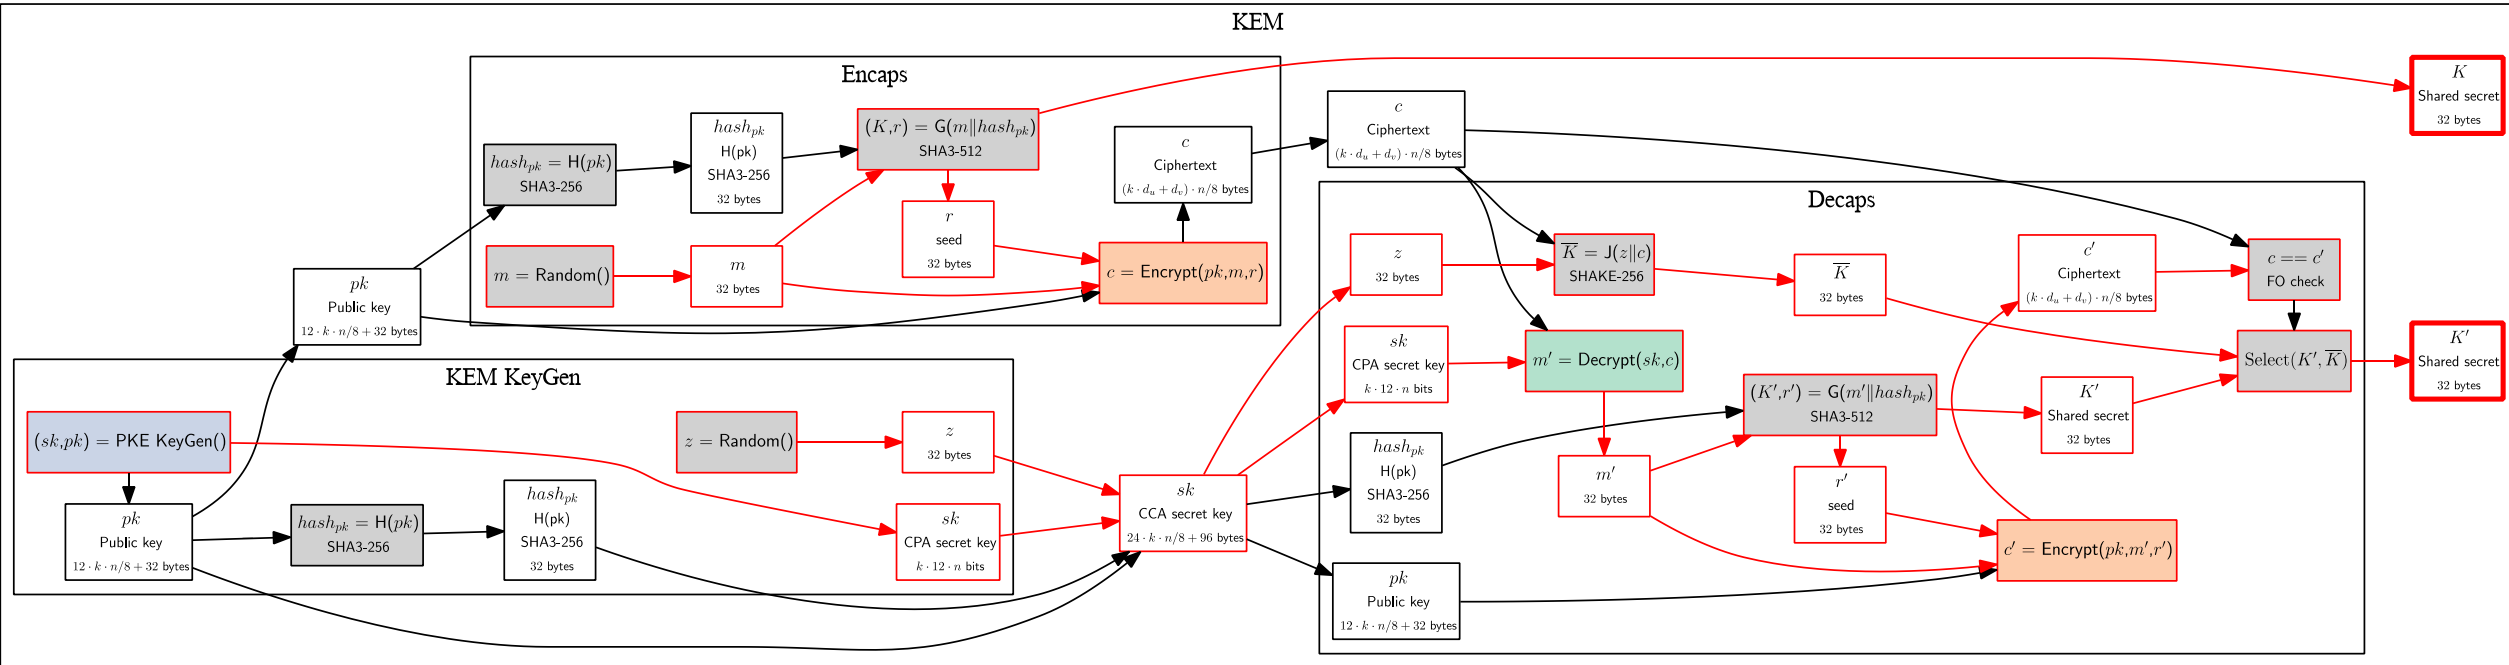 KEM
Encaps
hash_pk = H(pk)
SHA3-256
hash_pk
H(pk)
SHA3-256
32 bytes
(K,r) = G(m∥hash_pk)
SHA3-512
m = Random()
m
32 bytes
r
seed
32 bytes
c
Ciphertext
(k · d_u + d_v) · n/8 bytes
c = Encrypt(pk,m,r)
pk
Public key
12 · k · n/8 + 32 bytes
KEM KeyGen
(sk,pk) = PKE KeyGen()
pk
Public key
12 · k · n/8 + 32 bytes
hash_pk = H(pk)
SHA3-256
hash_pk
H(pk)
SHA3-256
32 bytes
z = Random()
z
32 bytes
sk
CPA secret key
k · 12 · n bits
sk
CCA secret key
24 · k · n/8 + 96 bytes
c
Ciphertext
(k · d_u + d_v) · n/8 bytes
Decaps
z
32 bytes
sk
CPA secret key
k · 12 · n bits
hash_pk
H(pk)
SHA3-256
32 bytes
pk
Public key
12 · k · n/8 + 32 bytes
K̅ = J(z∥c)
SHAKE-256
m′ = Decrypt(sk,c)
m′
32 bytes
K̅
32 bytes
(K′,r′) = G(m′∥hash_pk)
SHA3-512
r′
seed
32 bytes
c′
Ciphertext
(k · d_u + d_v) · n/8 bytes
K′
Shared secret
32 bytes
c′ = Encrypt(pk,m′,r′)
c == c′
FO check
Select(K′, K̅)
K
Shared secret
32 bytes
K′
Shared secret
32 bytes